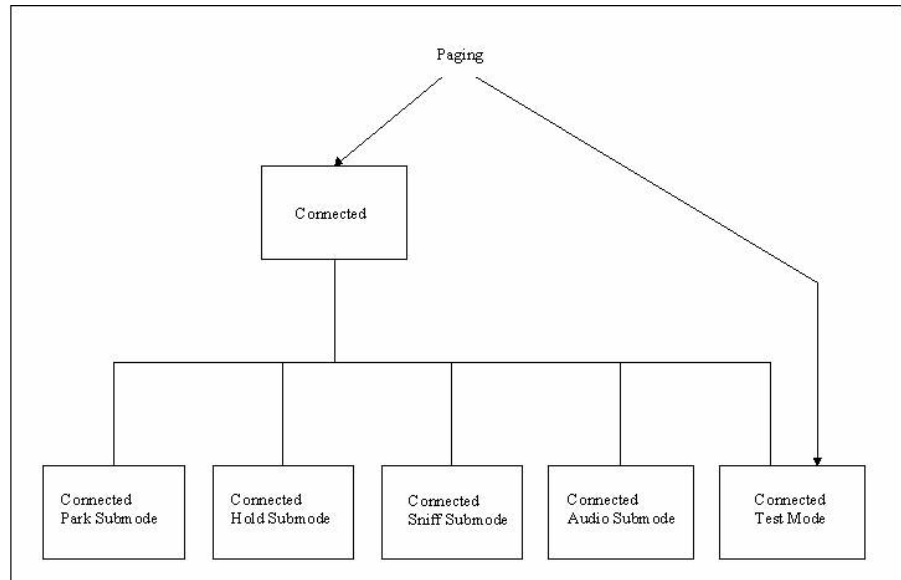 Paging
Connected
Connected
Park Submode
Connected
Hold Submode
Connected
Sniff Submode
Connected
Audio Submode
Connected
Test Mode